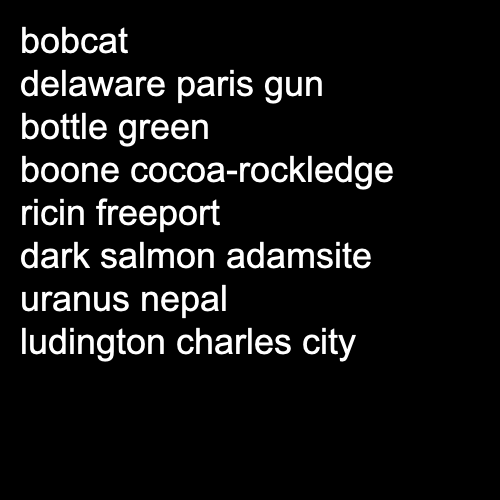 bobcat
delaware paris gun
bottle green
boone cocoa-rockledge
ricin freeport
dark salmon adamsite
uranus nepal
ludington charles city